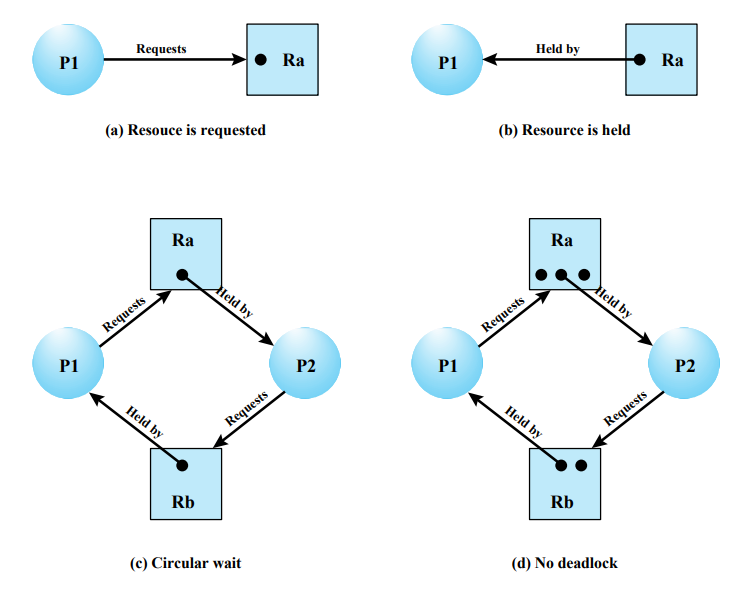 P1
Requests
Ra
(a) Resouce is requested
P1
Held by
Ra
(b) Resource is held
Ra
Requests
Held by
P1
P2
Held by
Requests
Rb
(c) Circular wait
Ra
Requests
Held by
P1
P2
Held by
Requests
Rb
(d) No deadlock